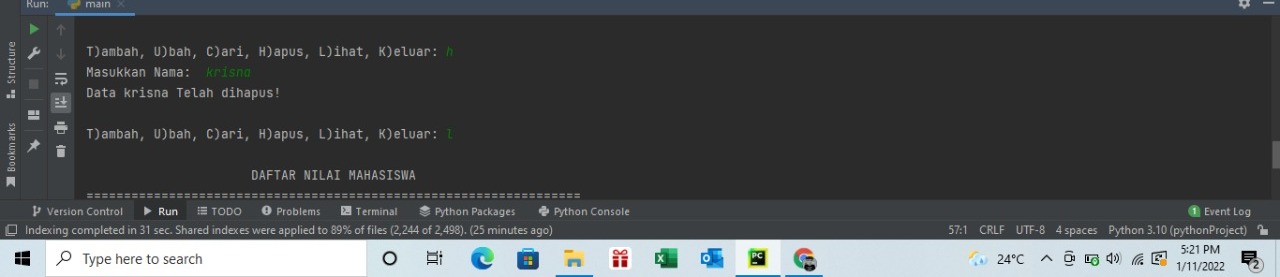 Run: main
T)ambah, U)bah, C)ari, H)apus, L)ihat, K)eluar: h
Masukkan Nama: krisna
Data krisna Telah dihapus!
T)ambah, U)bah, C)ari, H)apus, L)ihat, K)eluar: l
DAFTAR NILAI MAHASISWA
==================================================================
Structure
Bookmarks
Version Control Run TODO Problems Terminal Python Packages Python Console 1 Event Log
Indexing completed in 31 sec. Shared indexes were applied to 89% of files (2,244 of 2,498). (25 minutes ago) 57:1 CRLF UTF-8 4 spaces Python 3.10 (pythonProject)
Type here to search PC 24°C 5:21 PM
1/11/2022 2